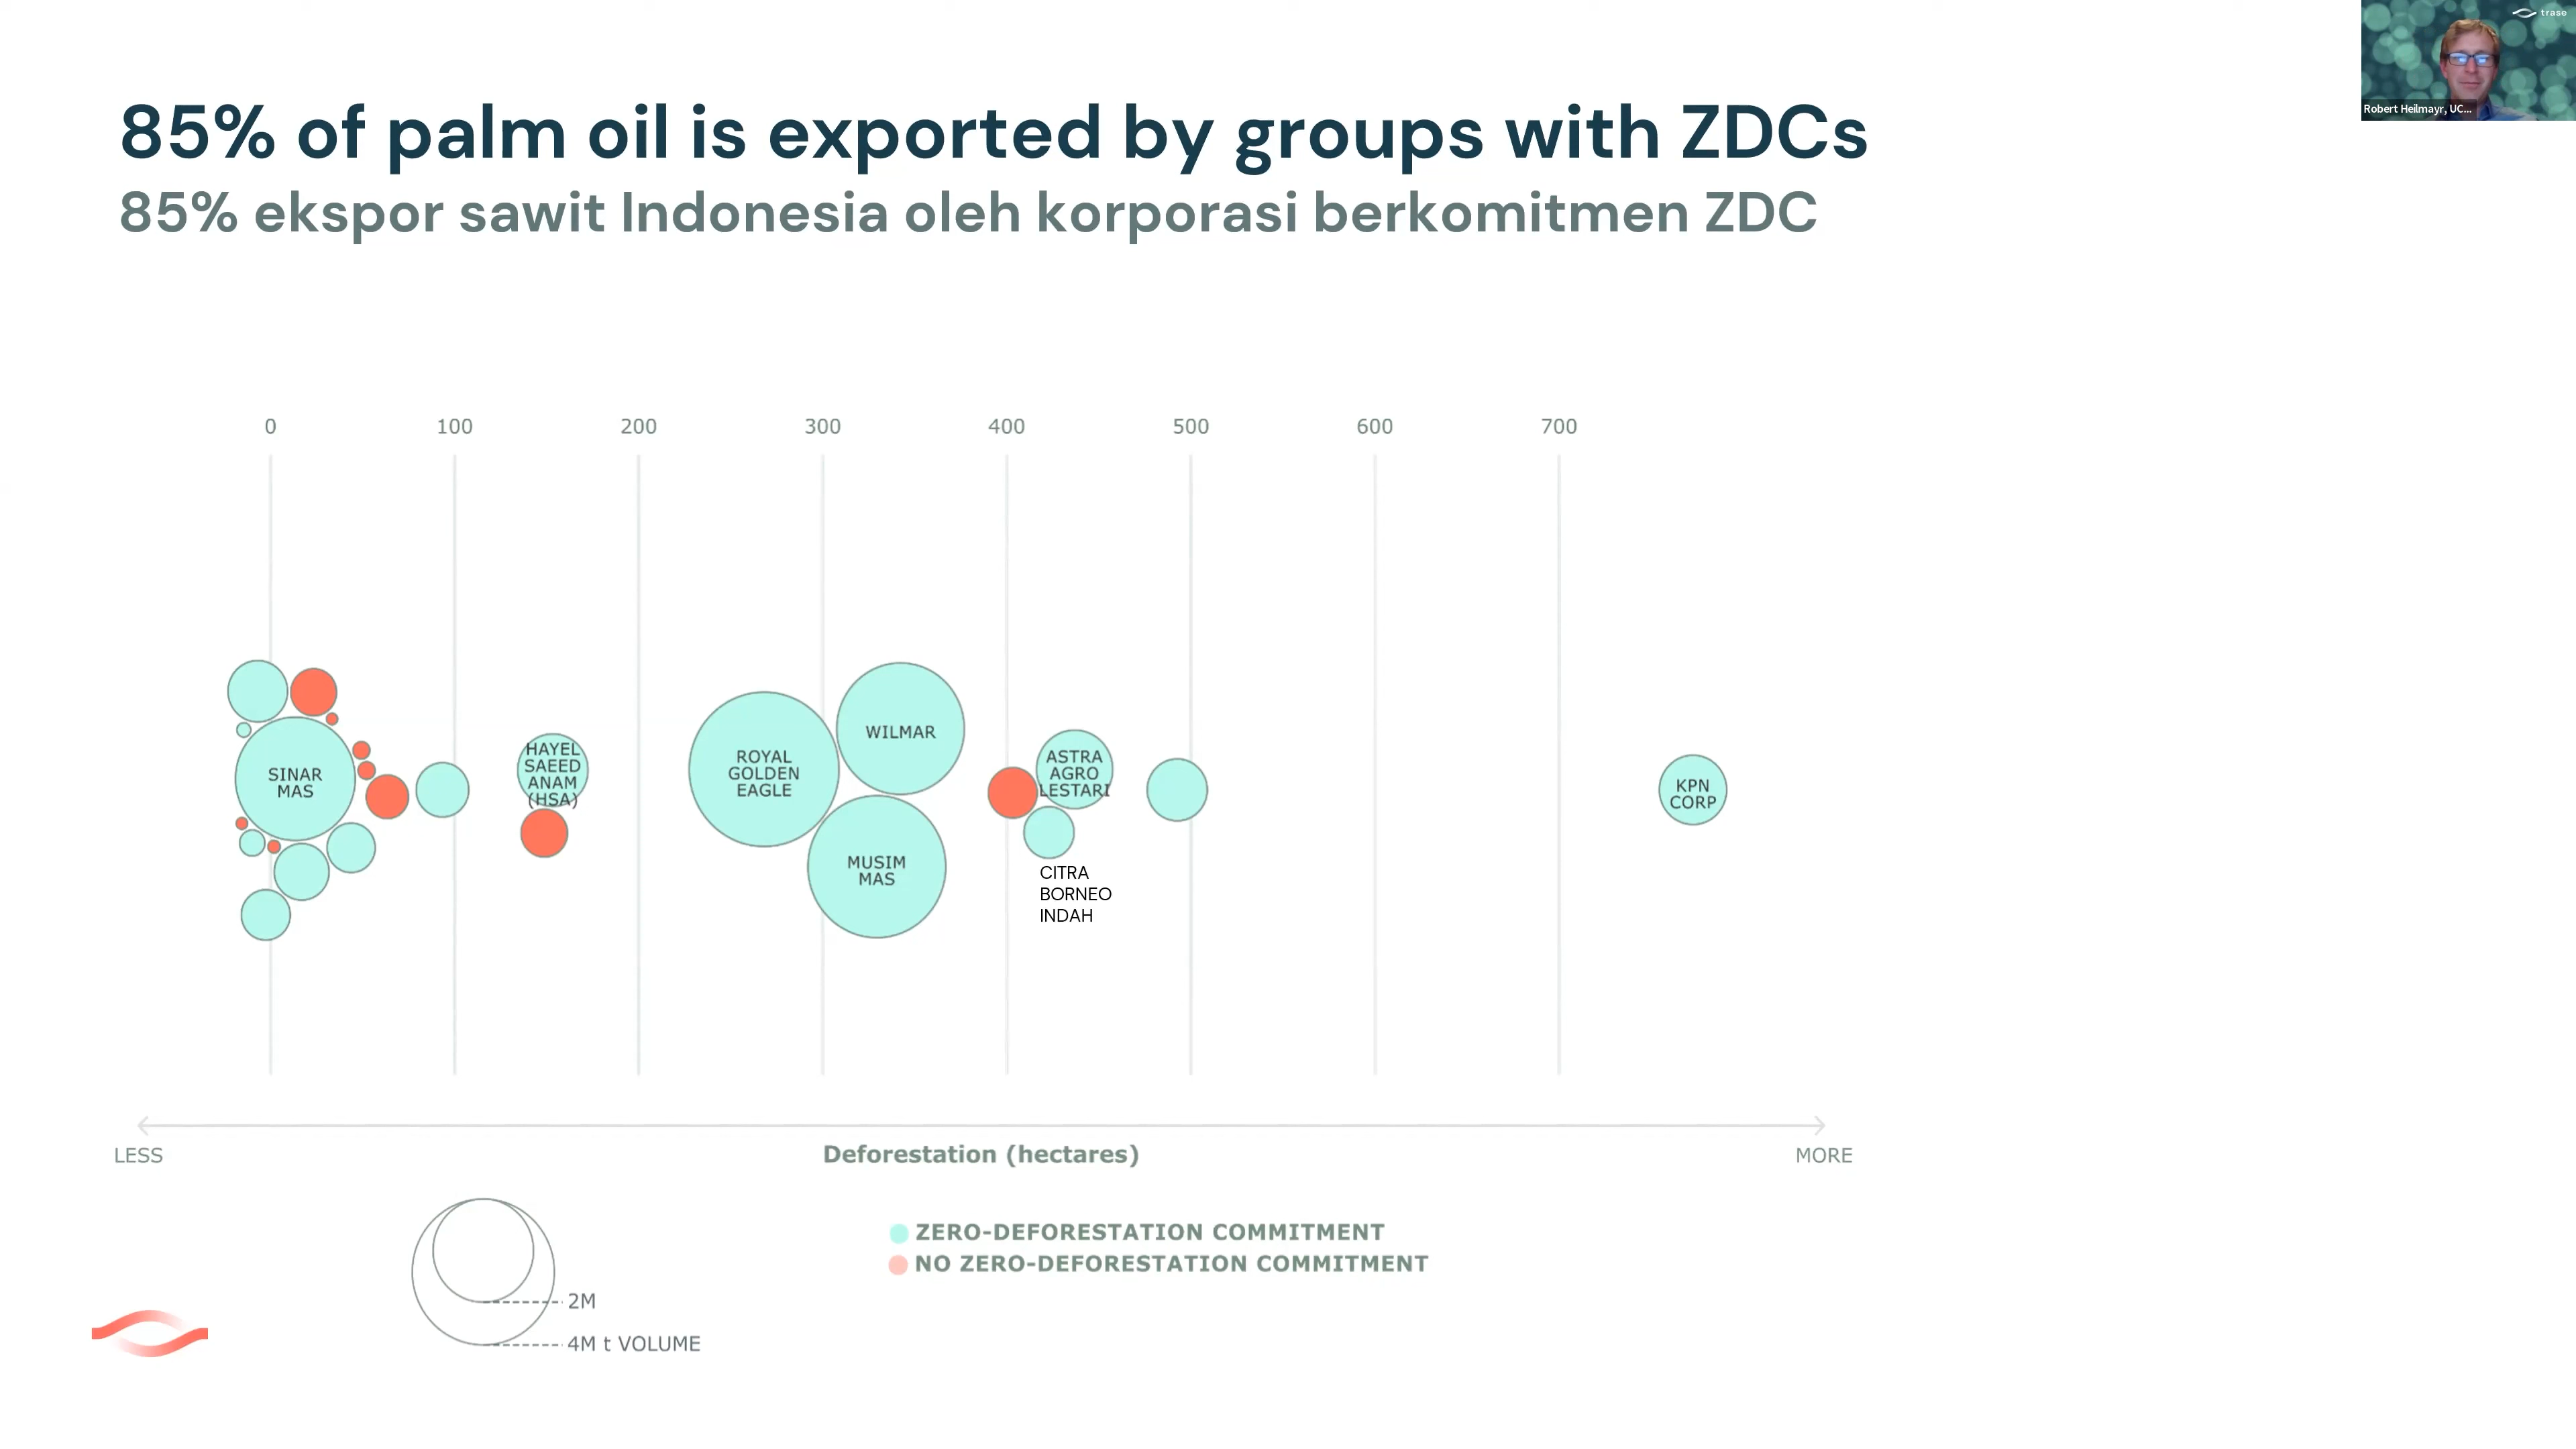 trase
Robert Heilmayr, UC...
85% of palm oil is exported by groups with ZDCs
85% ekspor sawit Indonesia oleh korporasi berkomitmen ZDC
0 100 200 300 400 500 600 700
SINAR
MAS
HAYEL
SAEED
ANAM
(HSA)
ROYAL
GOLDEN
EAGLE
WILMAR
MUSIM
MAS
ASTRA
AGRO
LESTARI
CITRA
BORNEO
INDAH
KPN
CORP
LESS
Deforestation (hectares)
MORE
2M
4M t VOLUME
ZERO-DEFORESTATION COMMITMENT
NO ZERO-DEFORESTATION COMMITMENT